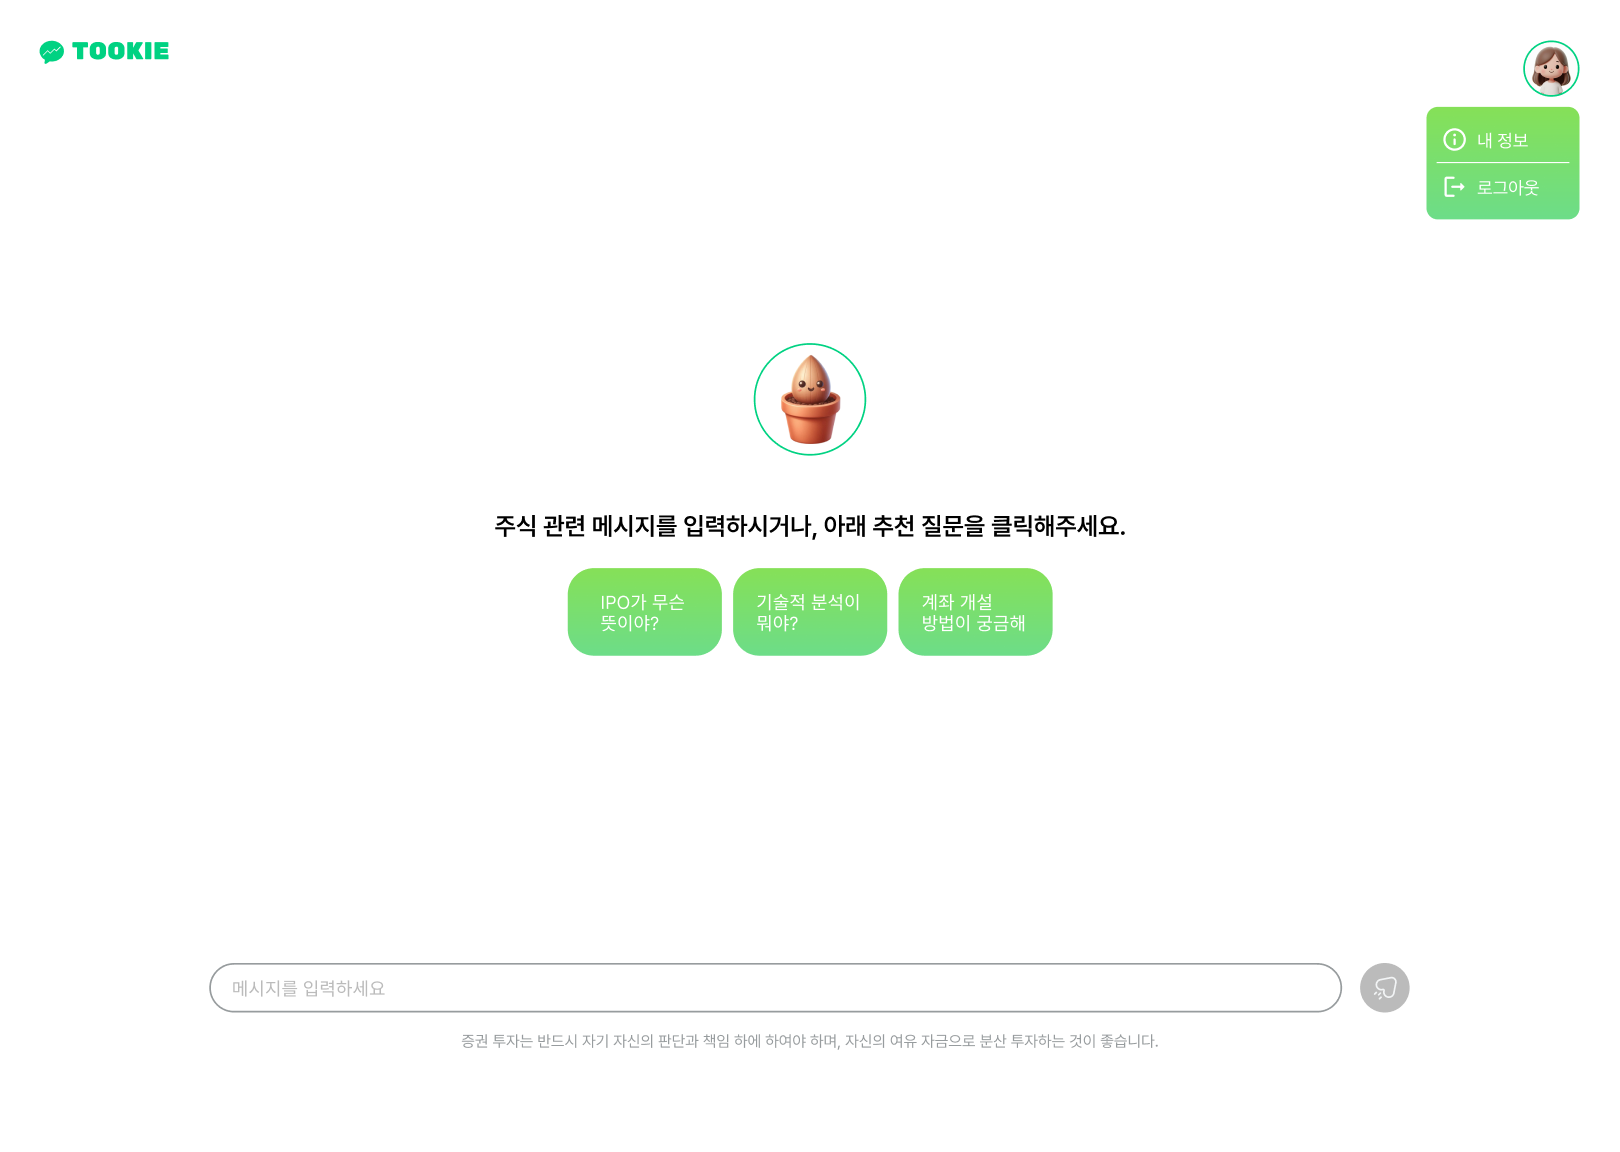 TOOKIE
내 정보
로그아웃
주식 관련 메시지를 입력하시거나, 아래 추천 질문을 클릭해주세요.
IPO가 무슨
뜻이야?
기술적 분석이
뭐야?
계좌 개설
방법이 궁금해
메시지를 입력하세요
증권 투자는 반드시 자기 자신의 판단과 책임 하에 하여야 하며, 자신의 여유 자금으로 분산 투자하는 것이 좋습니다.